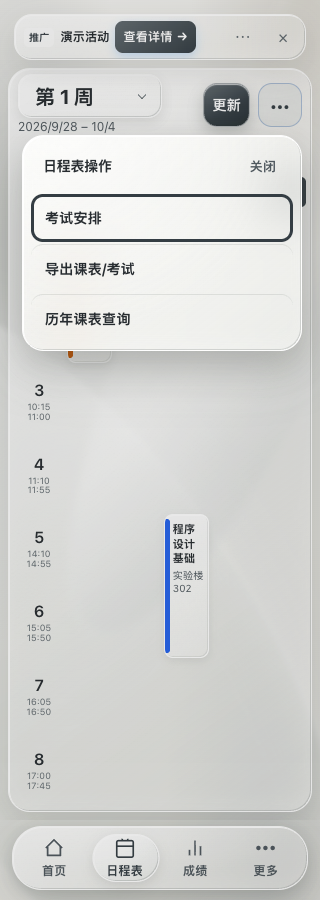 推广 演示活动 查看详情 → ··· ×
第 1 周 更新 •••
2026/9/28 – 10/4
日程表操作 关闭
考试安排
导出课表/考试
历年课表查询
3
10:15
11:00
4
11:10
11:55
5
14:10
14:55
程序
设计
基础
实验楼
302
6
15:05
15:50
7
16:05
16:50
8
17:00
17:45
首页 日程表 成绩 更多